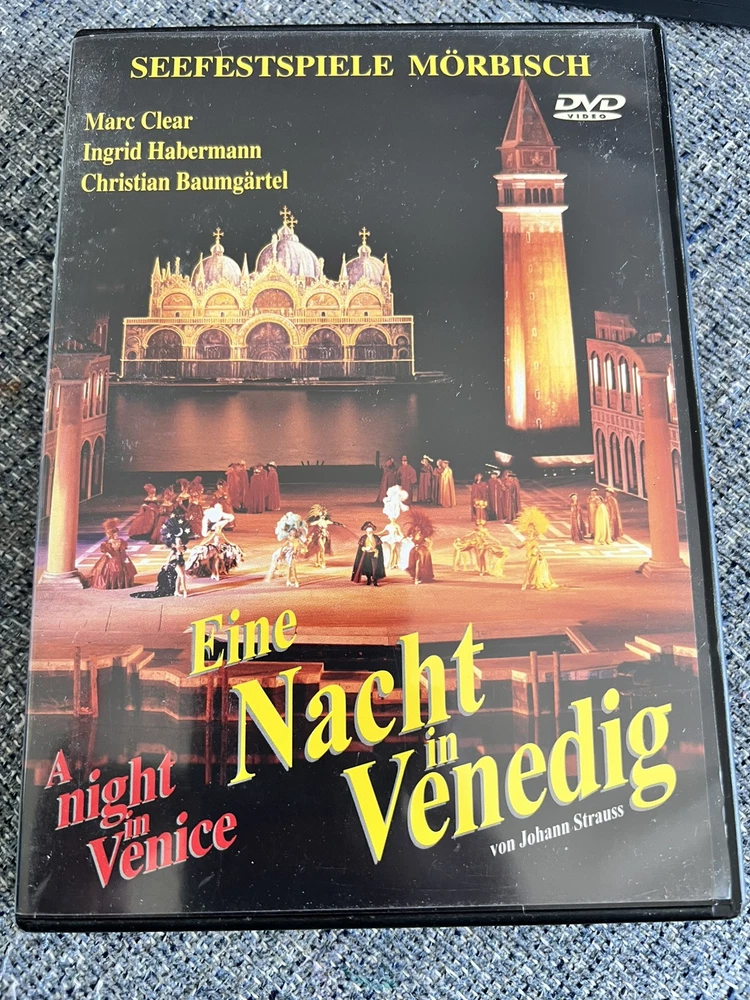 SEEFESTSPIELE MÖRBISCH
DVD
VIDEO
Marc Clear
Ingrid Habermann
Christian Baumgärtel
Eine
Nacht
in
Venedig
von Johann Strauss
A
night
in
Venice